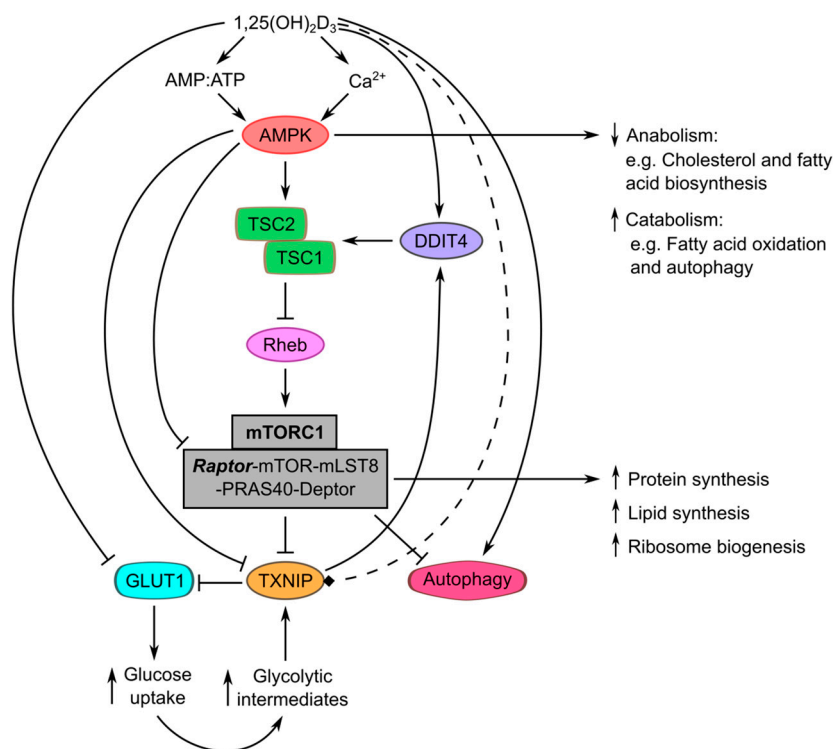 1,25(OH)₂D₃
AMP:ATP
Ca²⁺
AMPK
Anabolism:
e.g. Cholesterol and fatty
acid biosynthesis
Catabolism:
e.g. Fatty acid oxidation
and autophagy
TSC2
TSC1
DDIT4
Rheb
mTORC1
Raptor-mTOR-mLST8
-PRAS40-Deptor
Protein synthesis
Lipid synthesis
Ribosome biogenesis
GLUT1
TXNIP
Autophagy
Glucose
uptake
Glycolytic
intermediates